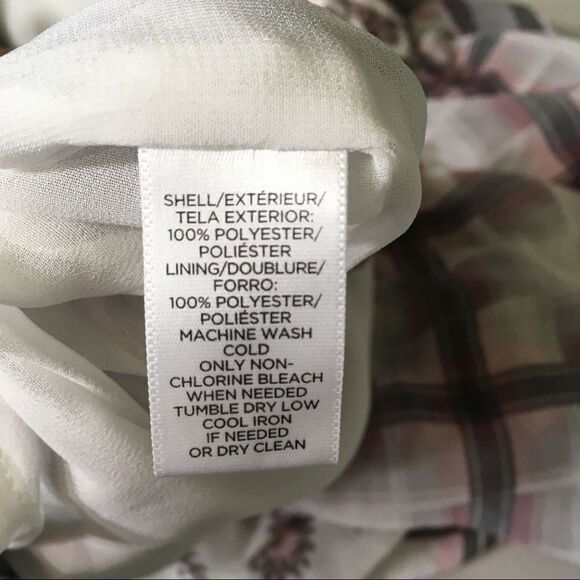 SHELL/EXTÉRIEUR/
TELA EXTERIOR:
100% POLYESTER/
POLIÉSTER
LINING/DOUBLURE/
FORRO:
100% POLYESTER/
POLIÉSTER
MACHINE WASH
COLD
ONLY NON-
CHLORINE BLEACH
WHEN NEEDED
TUMBLE DRY LOW
COOL IRON
IF NEEDED
OR DRY CLEAN